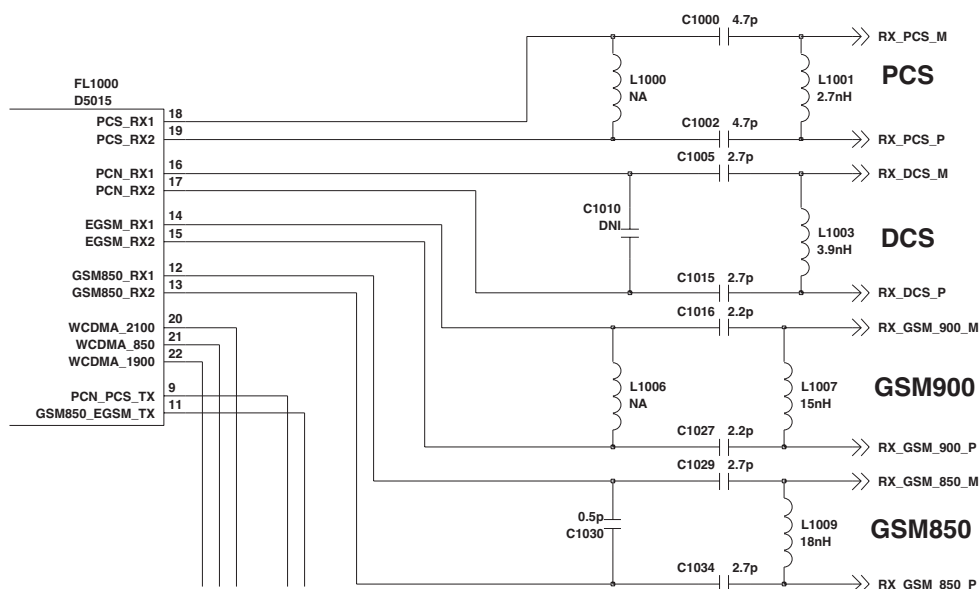 C1000 4.7p
RX_PCS_M
FL1000
D5015
L1000
NA
L1001
2.7nH
PCS
PCS_RX1 18
PCS_RX2 19
C1002 4.7p
RX_PCS_P
C1005 2.7p
PCN_RX1 16
PCN_RX2 17
RX_DCS_M
C1010
DNI
L1003
3.9nH
DCS
EGSM_RX1 14
EGSM_RX2 15
GSM850_RX1 12
GSM850_RX2 13
C1015 2.7p
RX_DCS_P
C1016 2.2p
WCDMA_2100 20
WCDMA_850 21
WCDMA_1900 22
RX_GSM_900_M
L1006
NA
L1007
15nH
GSM900
PCN_PCS_TX 9
GSM850_EGSM_TX 11
C1027 2.2p
RX_GSM_900_P
C1029 2.7p
RX_GSM_850_M
0.5p
C1030
L1009
18nH
GSM850
C1034 2.7p
RX_GSM_850_P